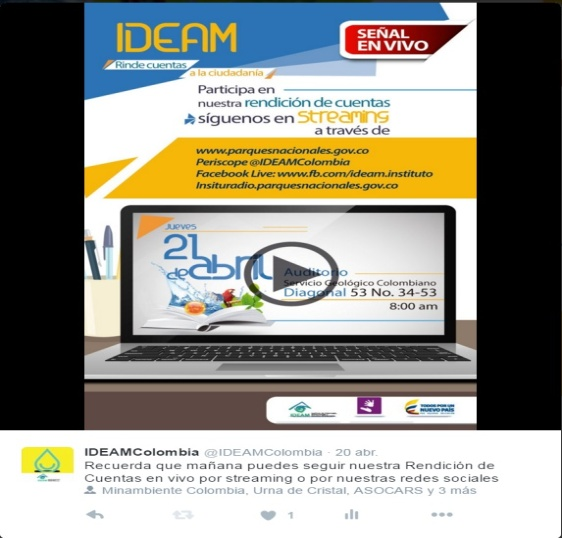 IDEAM
Rinde cuentas
a la ciudadanía
SEÑAL
EN VIVO
Participa en
nuestra rendición de cuentas
síguenos en streaming
a través de
www.parquesnacionales.gov.co
Periscope @IDEAMColombia
Facebook Live: www.fb.com/ideam.instituto
Insituradio.parquesnacionales.gov.co
Jueves
21
de abril
Auditorio
Servicio Geológico Colombiano
Diagonal 53 No. 34-53
8:00 am
IDEAM
TODOS POR UN
NUEVO PAÍS
IDEAMColombia @IDEAMColombia · 20 abr.
Recuerda que mañana puedes seguir nuestra Rendición de
Cuentas en vivo por streaming o por nuestras redes sociales
Minambiente Colombia, Urna de Cristal, ASOCARS y 3 más
1